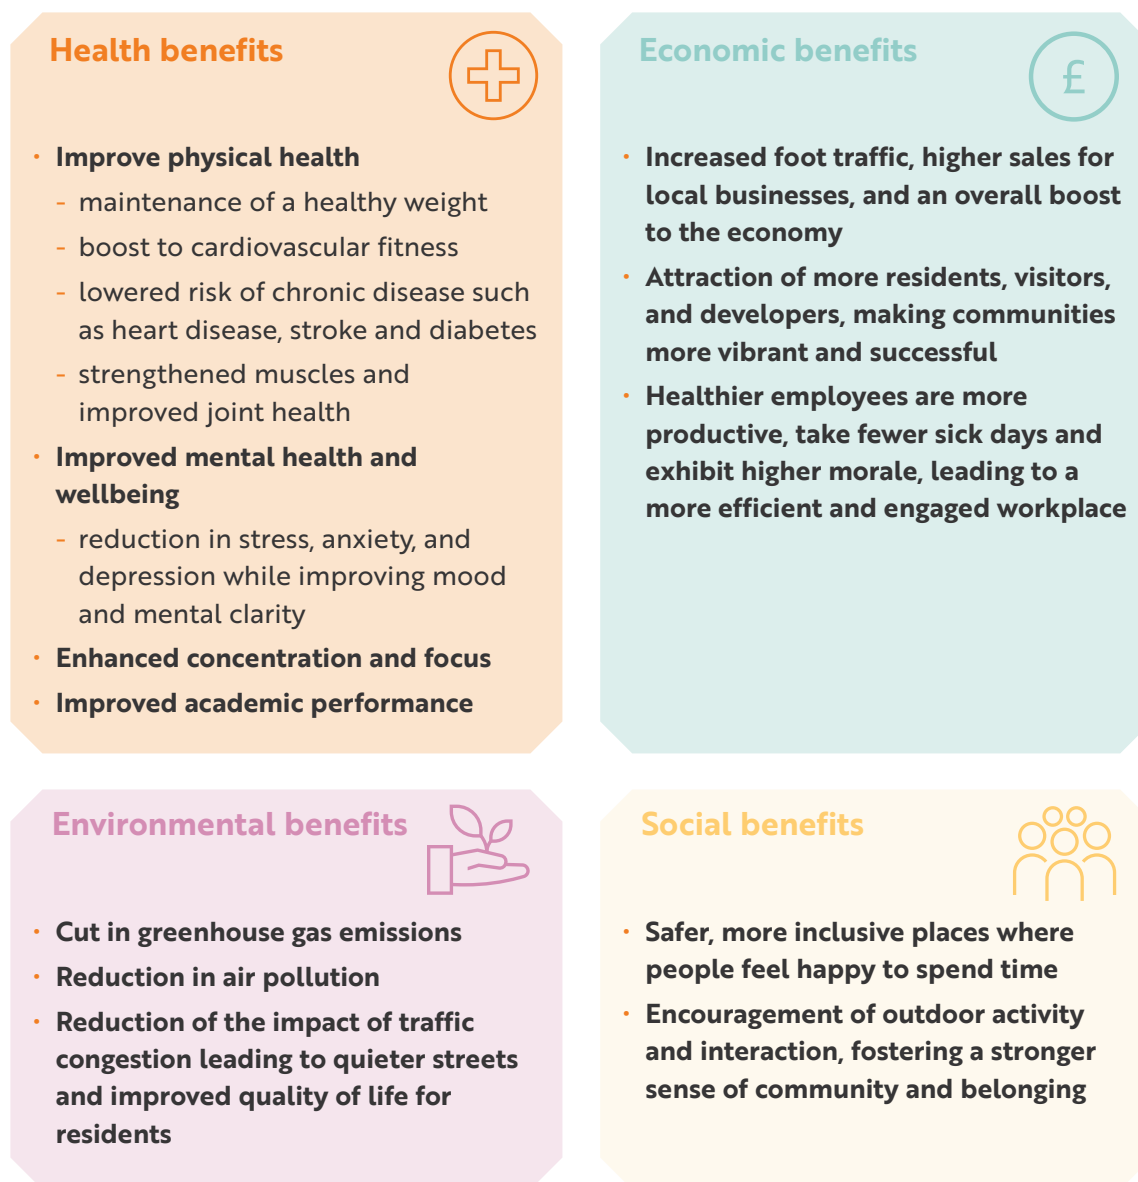 Health benefits
• Improve physical health
- maintenance of a healthy weight
- boost to cardiovascular fitness
- lowered risk of chronic disease such
as heart disease, stroke and diabetes
- strengthened muscles and
improved joint health
• Improved mental health and
wellbeing
- reduction in stress, anxiety, and
depression while improving mood
and mental clarity
• Enhanced concentration and focus
• Improved academic performance
Economic benefits
£
• Increased foot traffic, higher sales for
local businesses, and an overall boost
to the economy
• Attraction of more residents, visitors,
and developers, making communities
more vibrant and successful
• Healthier employees are more
productive, take fewer sick days and
exhibit higher morale, leading to a
more efficient and engaged workplace
Environmental benefits
• Cut in greenhouse gas emissions
• Reduction in air pollution
• Reduction of the impact of traffic
congestion leading to quieter streets
and improved quality of life for
residents
Social benefits
• Safer, more inclusive places where
people feel happy to spend time
• Encouragement of outdoor activity
and interaction, fostering a stronger
sense of community and belonging